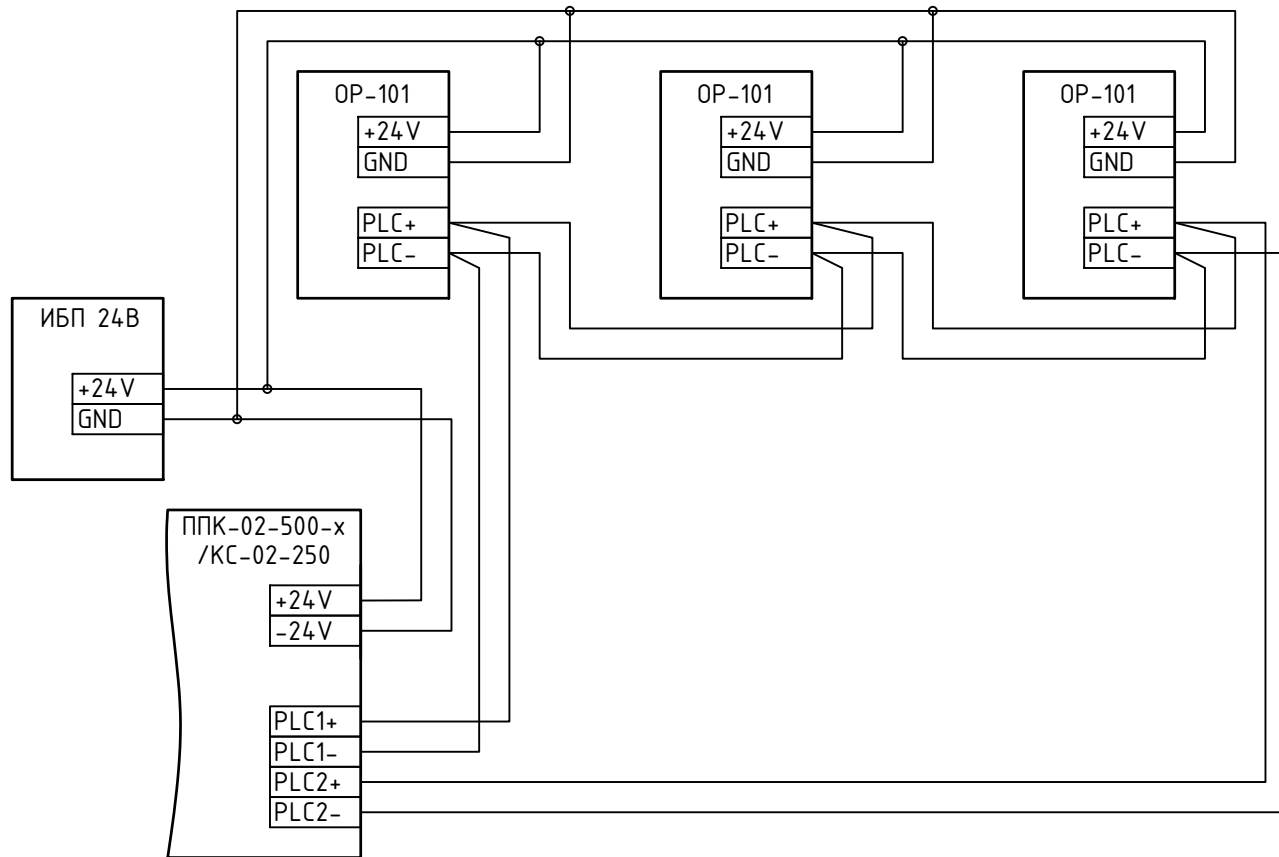 ОР-101
+24V
GND
PLC+
PLC-
ОР-101
+24V
GND
PLC+
PLC-
ОР-101
+24V
GND
PLC+
PLC-
ИБП 24В
+24V
GND
ППК-02-500-х
/КС-02-250
+24V
-24V
PLC1+
PLC1-
PLC2+
PLC2-